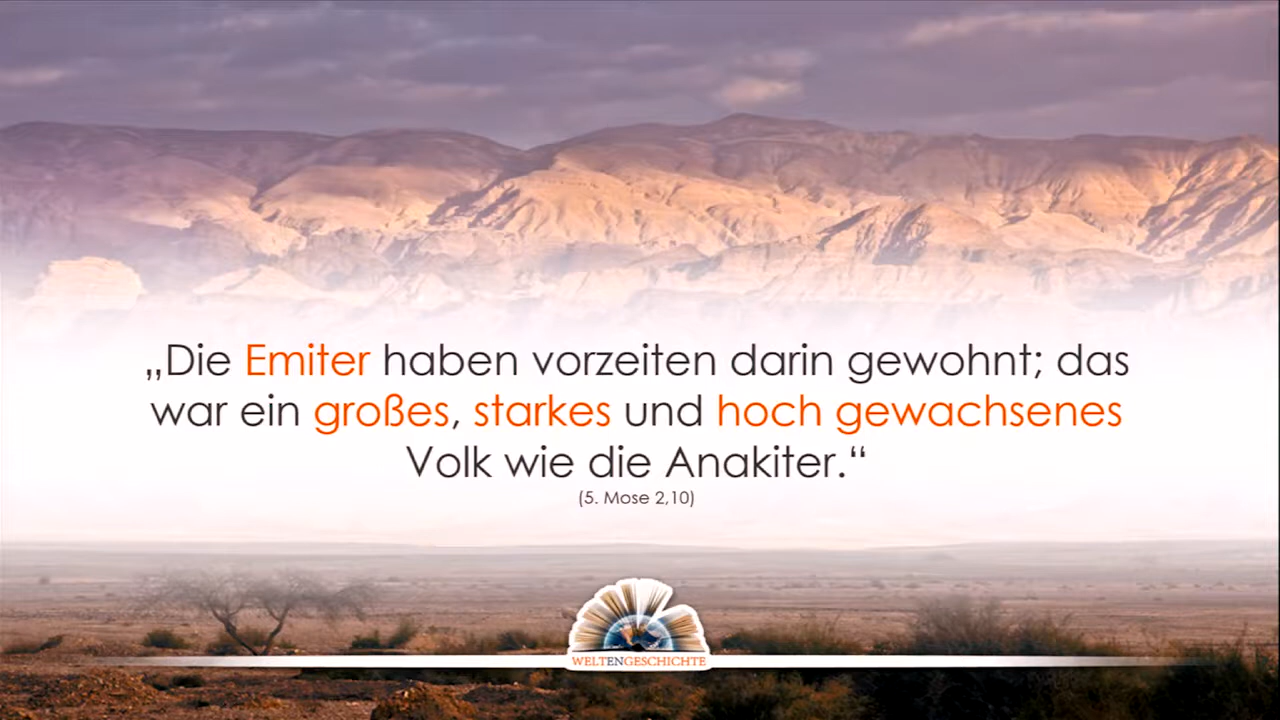 „Die Emiter haben vorzeiten darin gewohnt; das
war ein großes, starkes und hoch gewachsenes
Volk wie die Anakiter.“
(5. Mose 2,10)
WELTENGESCHICHTE